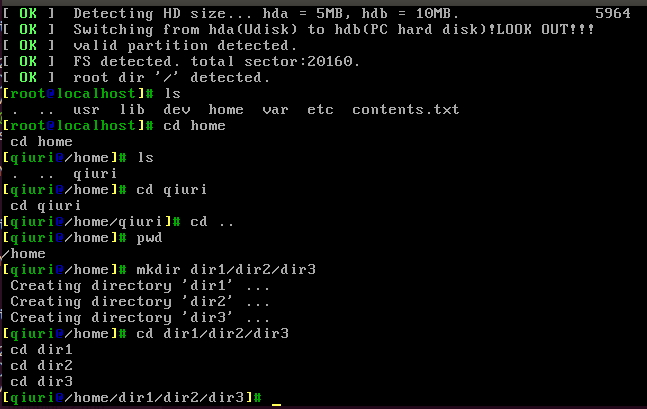 [ OK ]  Detecting HD size... hda = 5MB, hdb = 10MB.                  5964
[ OK ]  Switching from hda(Udisk) to hdb(PC hard disk)!LOOK OUT!!!
[ OK ]  valid partition detected.
[ OK ]  FS detected. total sector:20160.
[ OK ]  root dir '/' detected.
[root@localhost]# ls
.  ..  usr  lib  dev  home  var  etc  contents.txt
[root@localhost]# cd home
 cd home
[qiuri@/home]# ls
.  ..  qiuri
[qiuri@/home]# cd qiuri
 cd qiuri
[qiuri@/home/qiuri]# cd ..
[qiuri@/home]# pwd
/home
[qiuri@/home]# mkdir dir1/dir2/dir3
 Creating directory 'dir1' ...
 Creating directory 'dir2' ...
 Creating directory 'dir3' ...
[qiuri@/home]# cd dir1/dir2/dir3
 cd dir1
 cd dir2
 cd dir3
[qiuri@/home/dir1/dir2/dir3]# _